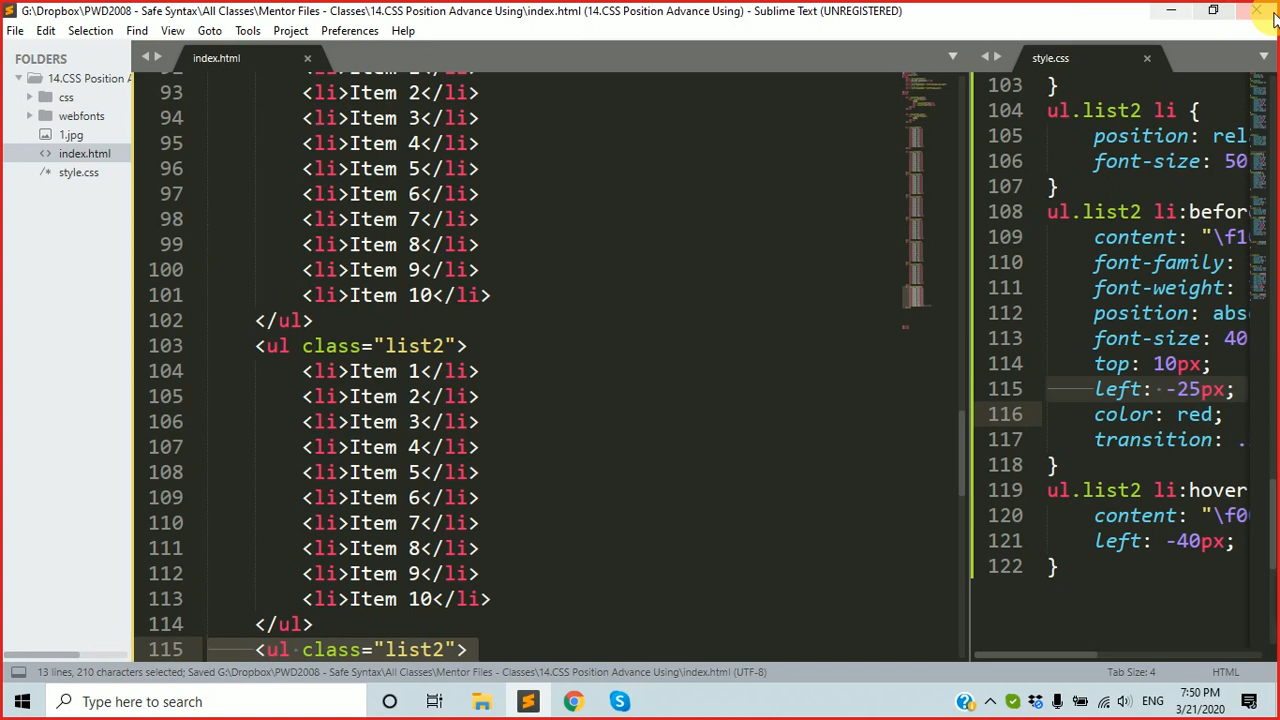 G:\Dropbox\PWD2008 - Safe Syntax\All Classes\Mentor Files - Classes\14.CSS Position Advance Using\index.html (14.CSS Position Advance Using) - Sublime Text (UNREGISTERED)
File Edit Selection Find View Goto Tools Project Preferences Help
FOLDERS
14.CSS Position A
css
webfonts
1.jpg
index.html
style.css
index.html
93 <li>Item 2</li>
94 <li>Item 3</li>
95 <li>Item 4</li>
96 <li>Item 5</li>
97 <li>Item 6</li>
98 <li>Item 7</li>
99 <li>Item 8</li>
100 <li>Item 9</li>
101 <li>Item 10</li>
102 </ul>
103 <ul class="list2">
104 <li>Item 1</li>
105 <li>Item 2</li>
106 <li>Item 3</li>
107 <li>Item 4</li>
108 <li>Item 5</li>
109 <li>Item 6</li>
110 <li>Item 7</li>
111 <li>Item 8</li>
112 <li>Item 9</li>
113 <li>Item 10</li>
114 </ul>
115 <ul class="list2">
style.css
103 }
104 ul.list2 li {
105 position: rel
106 font-size: 50
107 }
108 ul.list2 li:befor
109 content: "\f1
110 font-family:
111 font-weight:
112 position: abs
113 font-size: 40
114 top: 10px;
115 left: -25px;
116 color: red;
117 transition: .
118 }
119 ul.list2 li:hover
120 content: "\f0
121 left: -40px;
122 }
13 lines, 210 characters selected; Saved G:\Dropbox\PWD2008 - Safe Syntax\All Classes\Mentor Files - Classes\14.CSS Position Advance Using\index.html (UTF-8)
Tab Size: 4
HTML
Type here to search
ENG
7:50 PM
3/21/2020